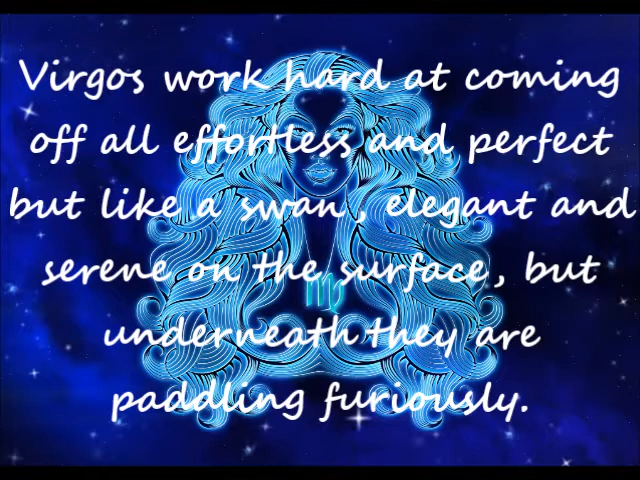 Virgos work hard at coming
off all effortless and perfect
but like a swan, elegant and
serene on the surface, but
underneath they are
paddling furiously.